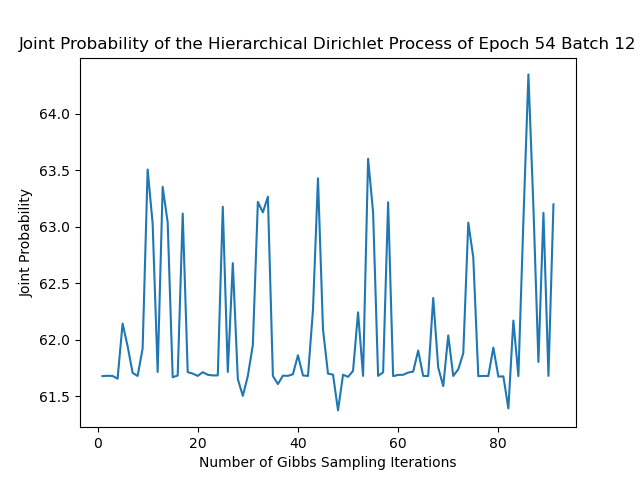 Joint Probability of the Hierarchical Dirichlet Process of Epoch 54 Batch 12
64.0
63.5
63.0
62.5
62.0
61.5
Joint Probability
0 20 40 60 80
Number of Gibbs Sampling Iterations